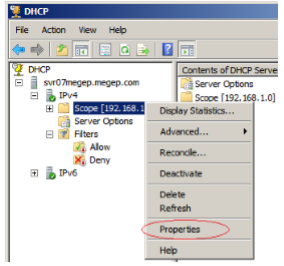 DHCP
File Action View Help
DHCP
svr07megep.megep.com
IPv4
Scope [192.168.1
Server Options
Filters
Allow
Deny
IPv6
Contents of DHCP Serve
Server Options
Scope [192.168.1.0]
Display Statistics...
Advanced...
Reconcile...
Deactivate
Delete
Refresh
Properties
Help